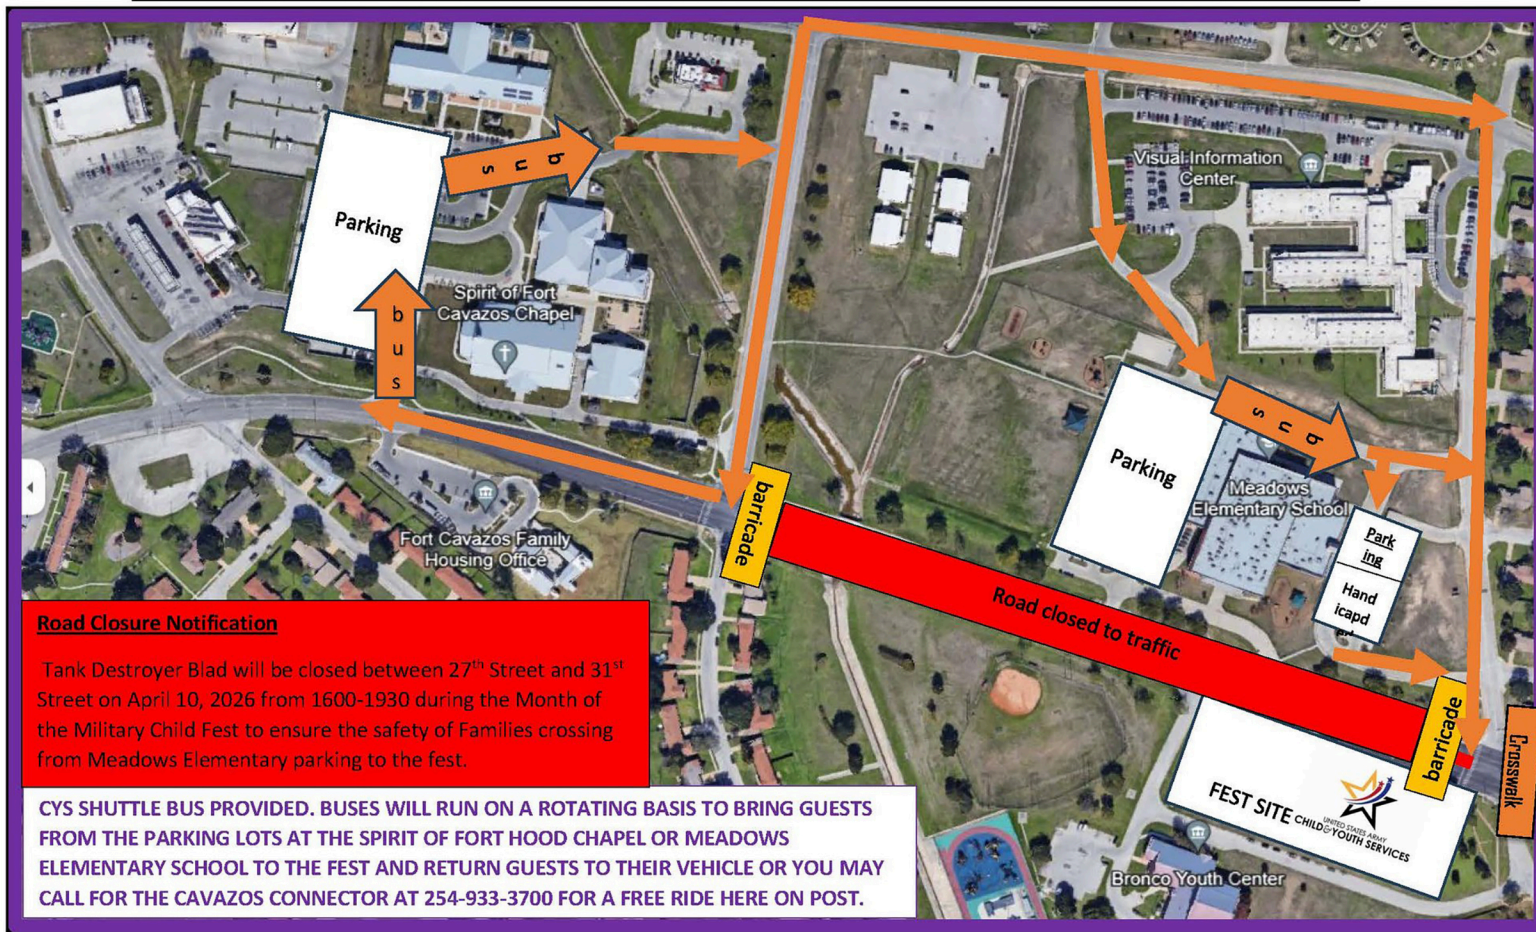 Visual Information
Center
bus
Parking
bus
Spirit of Fort
Cavazos Chapel
bus
Parking
Meadows
Elementary School
barricade
Fort Cavazos Family
Housing Office
Park
ing
Hand
icapd
Road closed to traffic
Road Closure Notification
Tank Destroyer Blad will be closed between 27th Street and 31st
Street on April 10, 2026 from 1600-1930 during the Month of
the Military Child Fest to ensure the safety of Families crossing
from Meadows Elementary parking to the fest.
barricade
Crosswalk
FEST SITE
UNITED STATES ARMY
CHILD & YOUTH SERVICES
CYS SHUTTLE BUS PROVIDED. BUSES WILL RUN ON A ROTATING BASIS TO BRING GUESTS
FROM THE PARKING LOTS AT THE SPIRIT OF FORT HOOD CHAPEL OR MEADOWS
ELEMENTARY SCHOOL TO THE FEST AND RETURN GUESTS TO THEIR VEHICLE OR YOU MAY
CALL FOR THE CAVAZOS CONNECTOR AT 254-933-3700 FOR A FREE RIDE HERE ON POST.
Bronco Youth Center